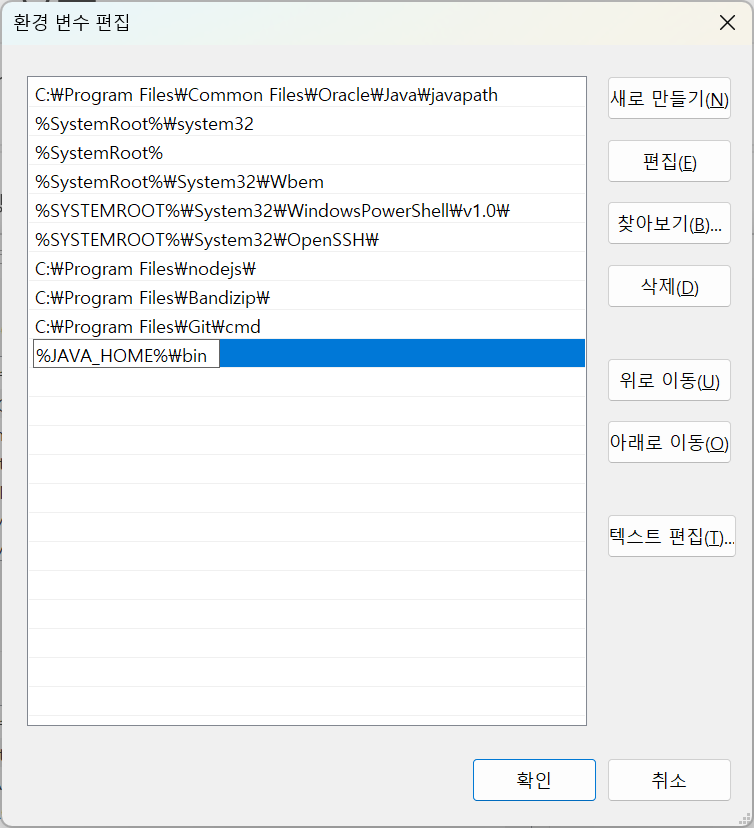 환경 변수 편집
C:₩Program Files₩Common Files₩Oracle₩Java₩javapath
%SystemRoot%₩system32
%SystemRoot%
%SystemRoot%₩System32₩Wbem
%SYSTEMROOT%₩System32₩WindowsPowerShell₩v1.0₩
%SYSTEMROOT%₩System32₩OpenSSH₩
C:₩Program Files₩nodejs₩
C:₩Program Files₩Bandizip₩
C:₩Program Files₩Git₩cmd
%JAVA_HOME%₩bin
새로 만들기(N)
편집(E)
찾아보기(B)...
삭제(D)
위로 이동(U)
아래로 이동(O)
텍스트 편집(T)...
확인
취소